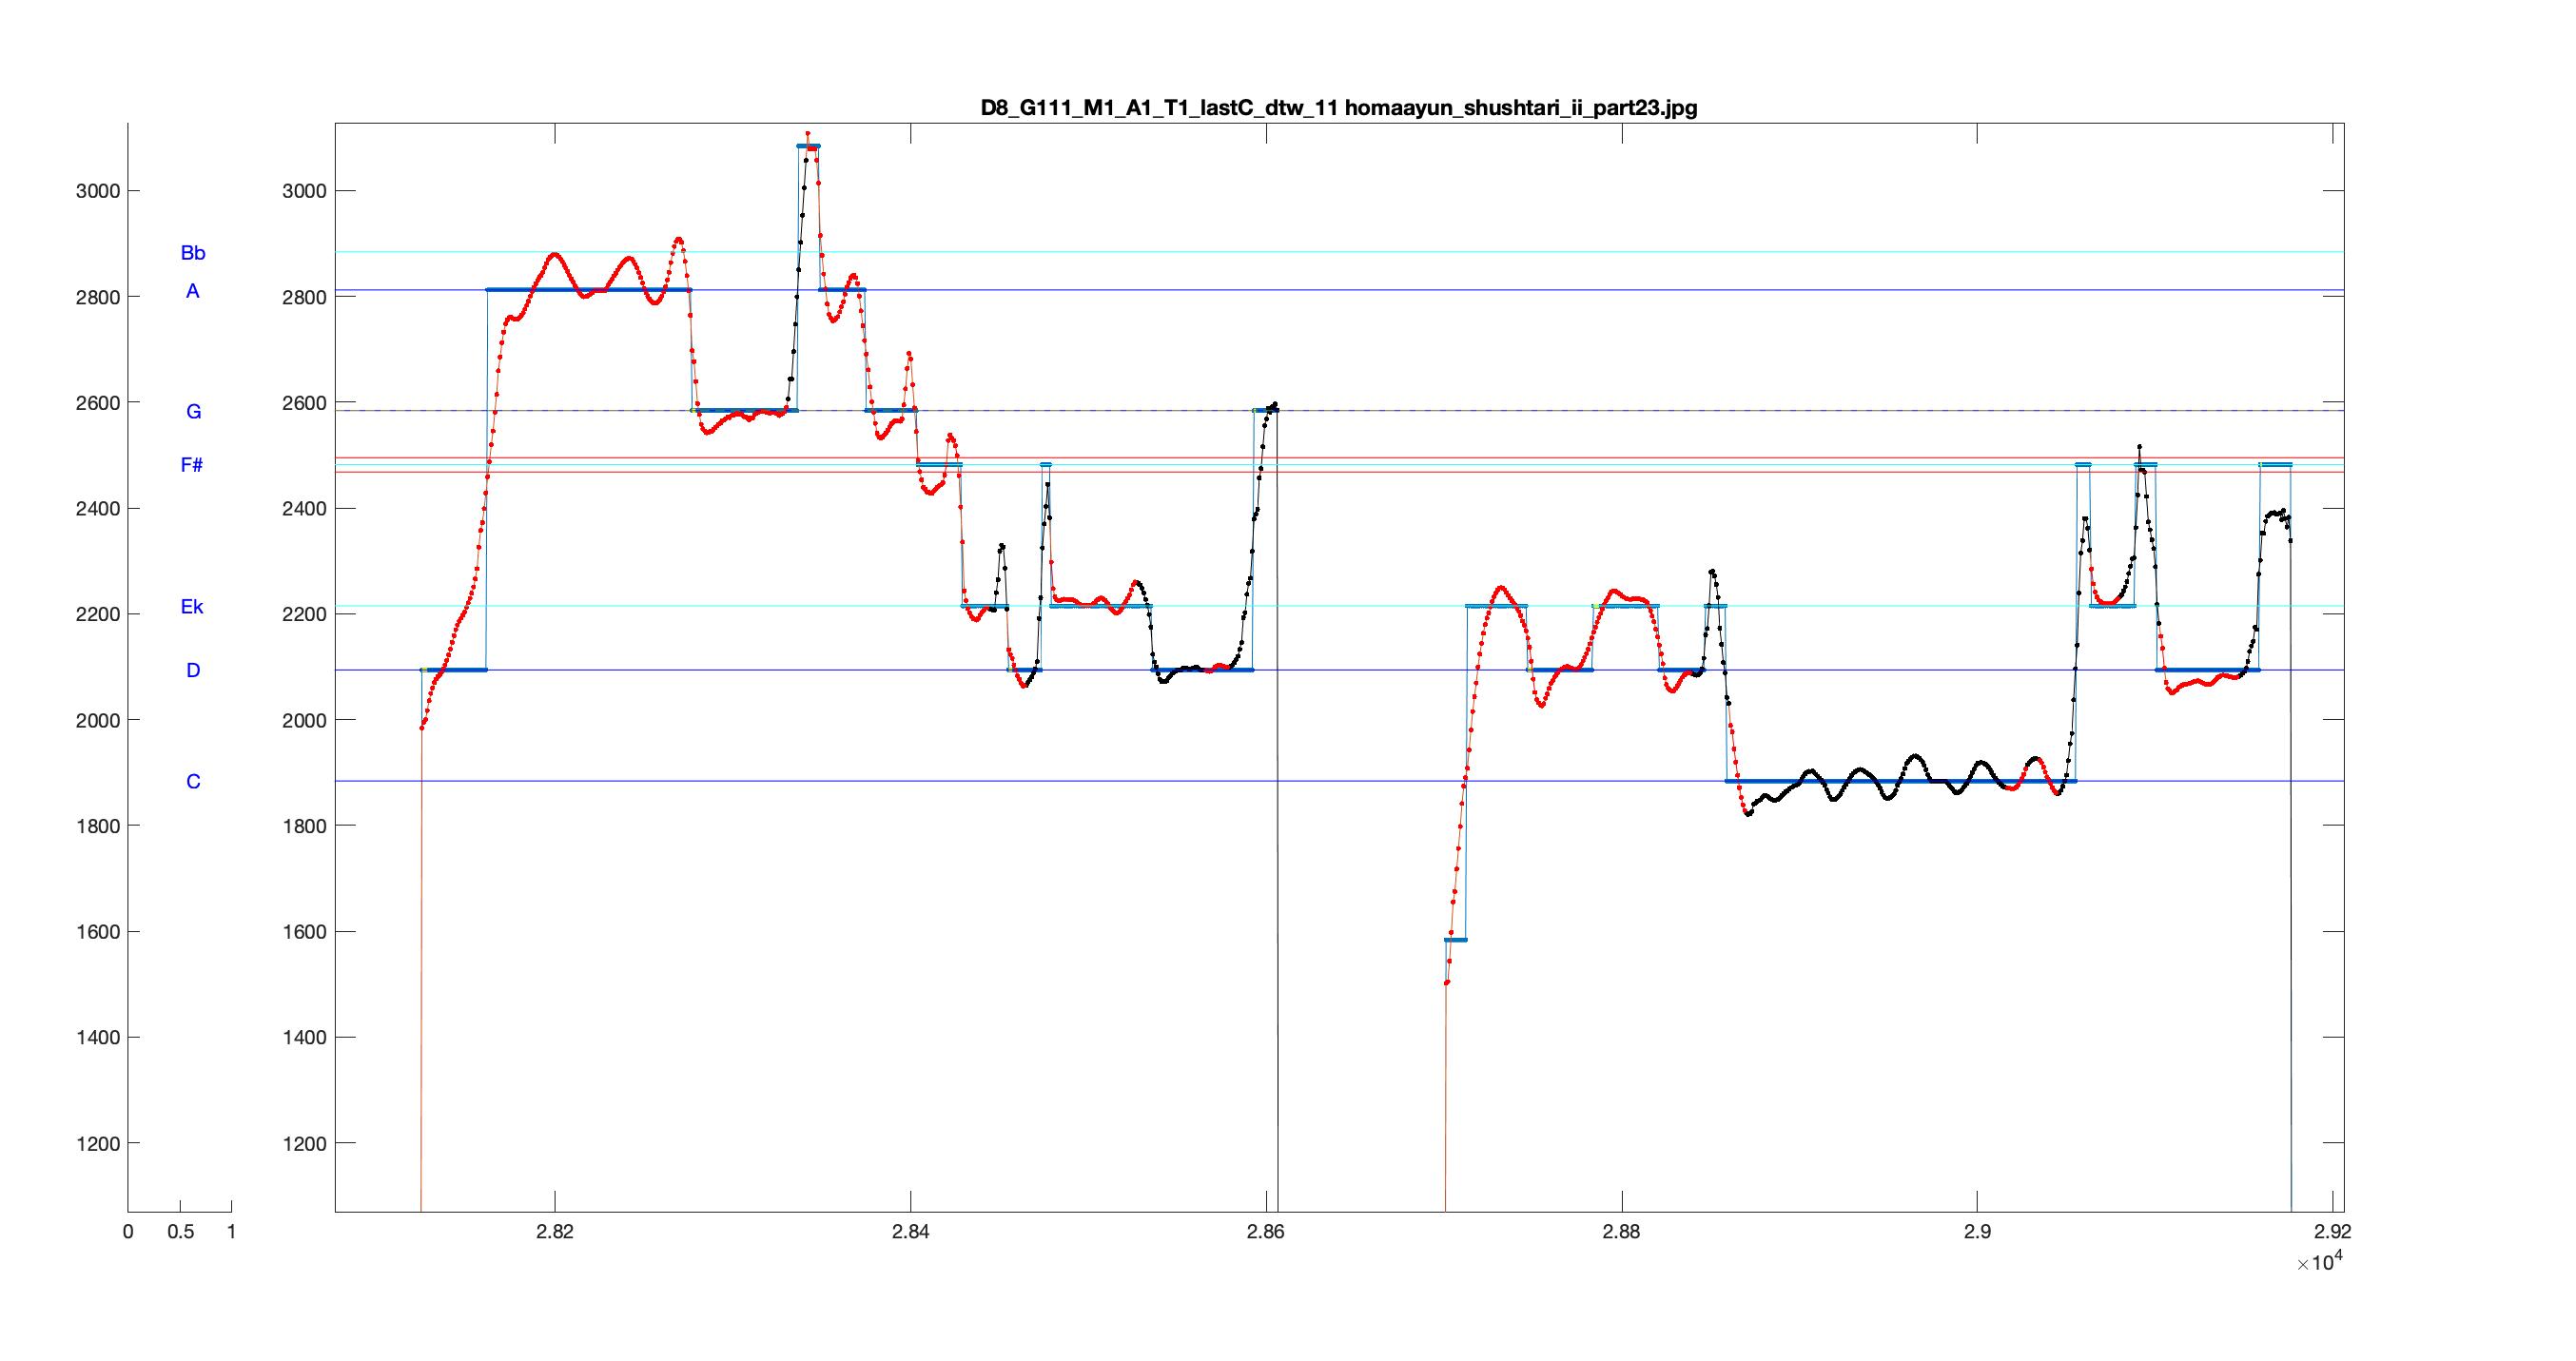 D8_G111_M1_A1_T1_lastC_dtw_11 homaayun_shushtari_ii_part23.jpg
3000 3000
Bb
2800 A 2800
2600 G 2600
F#
2400 2400
2200 Ek 2200
D
2000 2000
C
1800 1800
1600 1600
1400 1400
1200 1200
0 0.5 1 2.82 2.84 2.86 2.88 2.9 2.92
×10^4